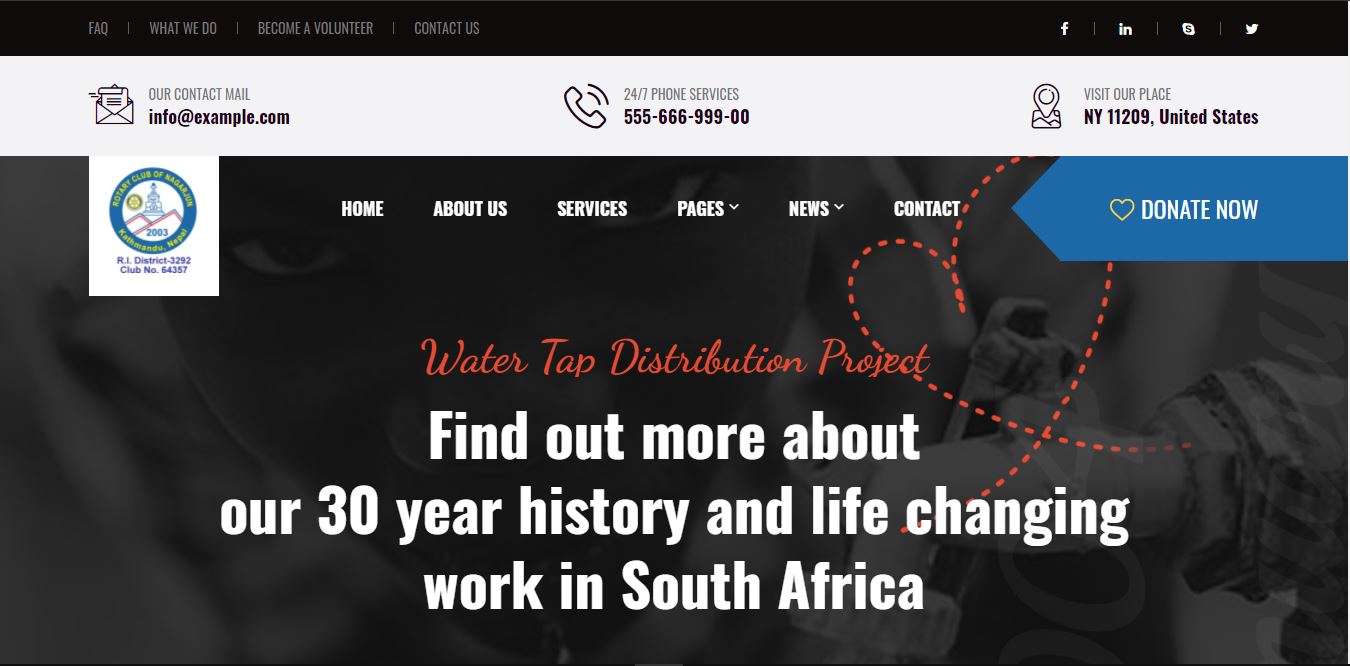 FAQ
WHAT WE DO
BECOME A VOLUNTEER
CONTACT US
OUR CONTACT MAIL
info@example.com
24/7 PHONE SERVICES
555-666-999-00
VISIT OUR PLACE
NY 11209, United States
ROTARY CLUB OF NAGARJUN
2003
Kathmandu, Nepal
R.I. District-3292
Club No. 64357
HOME
ABOUT US
SERVICES
PAGES
NEWS
CONTACT
DONATE NOW
Water Tap Distribution Project
Find out more about
our 30 year history and life changing
work in South Africa